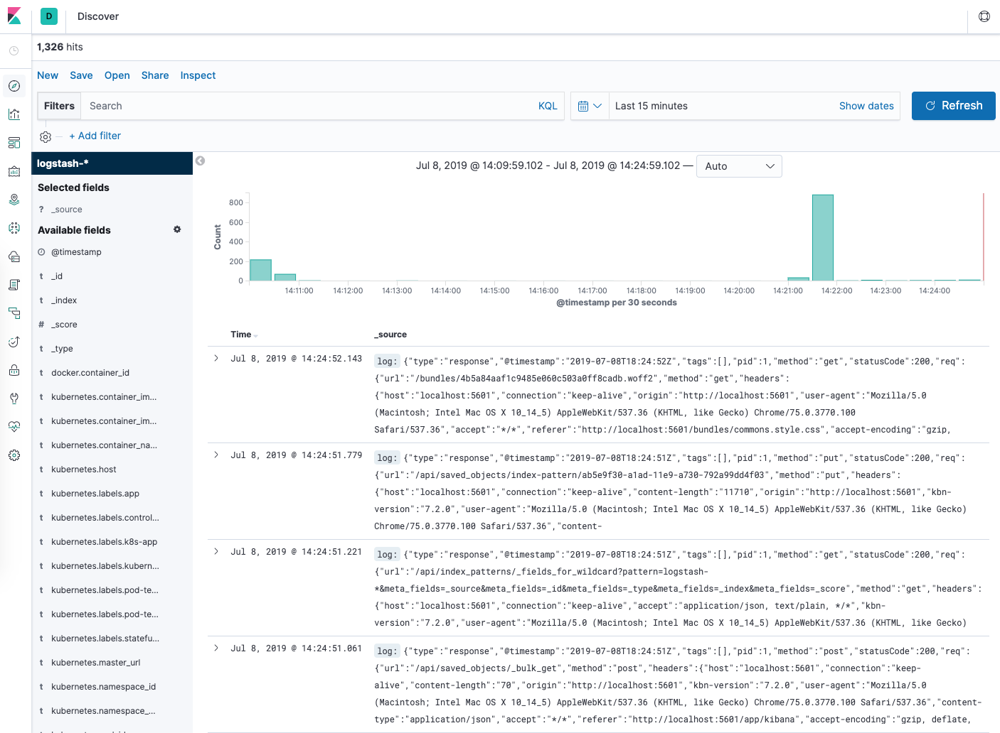 D Discover
1,326 hits
New Save Open Share Inspect
Filters Search KQL Last 15 minutes Show dates Refresh
+ Add filter
logstash-*
Selected fields
? _source
Available fields
@timestamp
t _id
t _index
# _score
t _type
t docker.container_id
t kubernetes.container_im...
t kubernetes.container_im...
t kubernetes.container_na...
t kubernetes.host
t kubernetes.labels.app
t kubernetes.labels.control...
t kubernetes.labels.k8s-app
t kubernetes.labels.kubern...
t kubernetes.labels.pod-te...
t kubernetes.labels.pod-te...
t kubernetes.labels.statefu...
t kubernetes.master_url
t kubernetes.namespace_id
t kubernetes.namespace_...
Jul 8, 2019 @ 14:09:59.102 - Jul 8, 2019 @ 14:24:59.102 — Auto
Count
800
600
400
200
0
14:11:00 14:12:00 14:13:00 14:14:00 14:15:00 14:16:00 14:17:00 14:18:00 14:19:00 14:20:00 14:21:00 14:22:00 14:23:00 14:24:00
@timestamp per 30 seconds
Time _source
Jul 8, 2019 @ 14:24:52.143 log: {"type":"response","@timestamp":"2019-07-08T18:24:52Z","tags":[],"pid":1,"method":"get","statusCode":200,"req":
{"url":"/bundles/4b5a84aaf1c9485e060c503a0ff8cadb.woff2","method":"get","headers":
{"host":"localhost:5601","connection":"keep-alive","origin":"http://localhost:5601","user-agent":"Mozilla/5.0
(Macintosh; Intel Mac OS X 10_14_5) AppleWebKit/537.36 (KHTML, like Gecko) Chrome/75.0.3770.100
Safari/537.36","accept":"*/*","referer":"http://localhost:5601/bundles/commons.style.css","accept-encoding":"gzip,
Jul 8, 2019 @ 14:24:51.779 log: {"type":"response","@timestamp":"2019-07-08T18:24:51Z","tags":[],"pid":1,"method":"put","statusCode":200,"req":
{"url":"/api/saved_objects/index-pattern/ab5e9f30-a1ad-11e9-a730-792a99dd4f03","method":"put","headers":
{"host":"localhost:5601","connection":"keep-alive","content-length":"11710","origin":"http://localhost:5601","kbn-
version":"7.2.0","user-agent":"Mozilla/5.0 (Macintosh; Intel Mac OS X 10_14_5) AppleWebKit/537.36 (KHTML, like Gecko)
Chrome/75.0.3770.100 Safari/537.36","content-
Jul 8, 2019 @ 14:24:51.221 log: {"type":"response","@timestamp":"2019-07-08T18:24:51Z","tags":[],"pid":1,"method":"get","statusCode":200,"req":
{"url":"/api/index_patterns/_fields_for_wildcard?pattern=logstash-
*&meta_fields=_source&meta_fields=_id&meta_fields=_type&meta_fields=_index&meta_fields=_score","method":"get","headers":
{"host":"localhost:5601","connection":"keep-alive","accept":"application/json, text/plain, */*","kbn-
version":"7.2.0","user-agent":"Mozilla/5.0 (Macintosh; Intel Mac OS X 10_14_5) AppleWebKit/537.36 (KHTML, like Gecko)
Jul 8, 2019 @ 14:24:51.061 log: {"type":"response","@timestamp":"2019-07-08T18:24:51Z","tags":[],"pid":1,"method":"post","statusCode":200,"req":
{"url":"/api/saved_objects/_bulk_get","method":"post","headers":{"host":"localhost:5601","connection":"keep-
alive","content-length":"70","origin":"http://localhost:5601","kbn-version":"7.2.0","user-agent":"Mozilla/5.0
(Macintosh; Intel Mac OS X 10_14_5) AppleWebKit/537.36 (KHTML, like Gecko) Chrome/75.0.3770.100 Safari/537.36","content-
type":"application/json","accept":"*/*","referer":"http://localhost:5601/app/kibana","accept-encoding":"gzip, deflate,